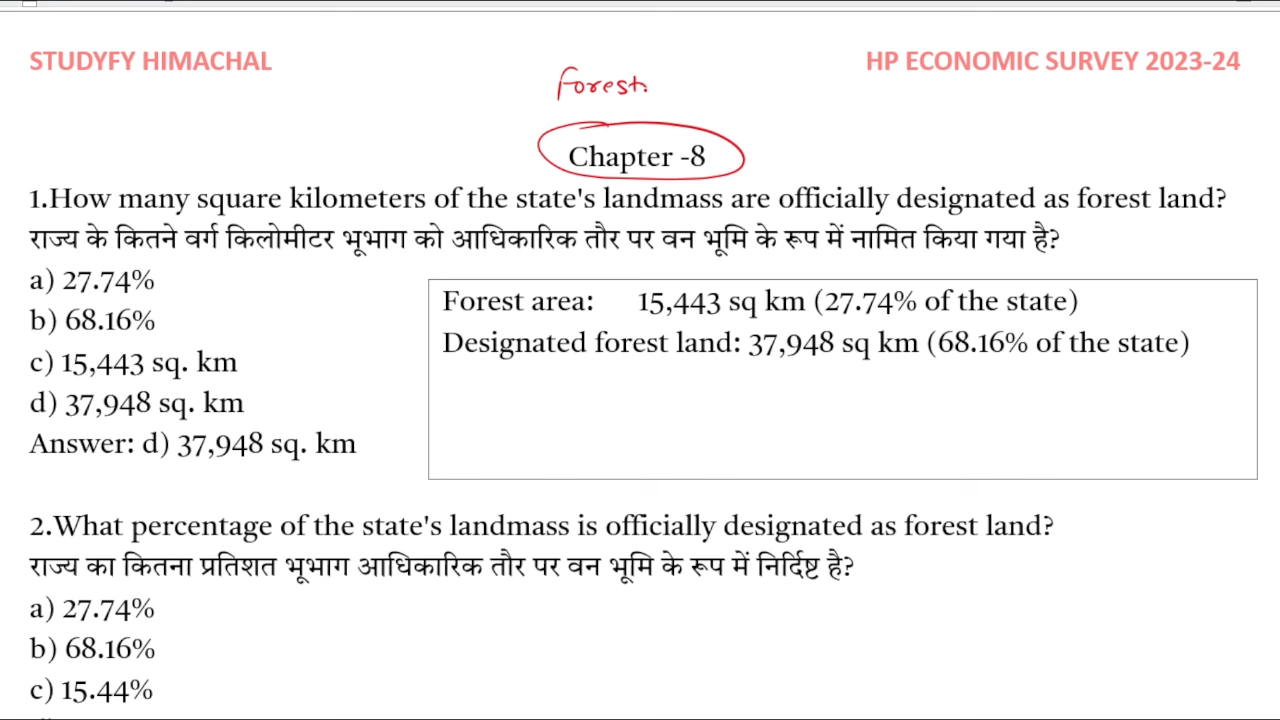 STUDYFY HIMACHAL
HP ECONOMIC SURVEY 2023-24
Forest.
Chapter -8
1.How many square kilometers of the state's landmass are officially designated as forest land?
राज्य के कितने वर्ग किलोमीटर भूभाग को आधिकारिक तौर पर वन भूमि के रूप में नामित किया गया है?
a) 27.74%
b) 68.16%
c) 15,443 sq. km
d) 37,948 sq. km
Answer: d) 37,948 sq. km
Forest area: 15,443 sq km (27.74% of the state)
Designated forest land: 37,948 sq km (68.16% of the state)
2.What percentage of the state's landmass is officially designated as forest land?
राज्य का कितना प्रतिशत भूभाग आधिकारिक तौर पर वन भूमि के रूप में निर्दिष्ट है?
a) 27.74%
b) 68.16%
c) 15.44%